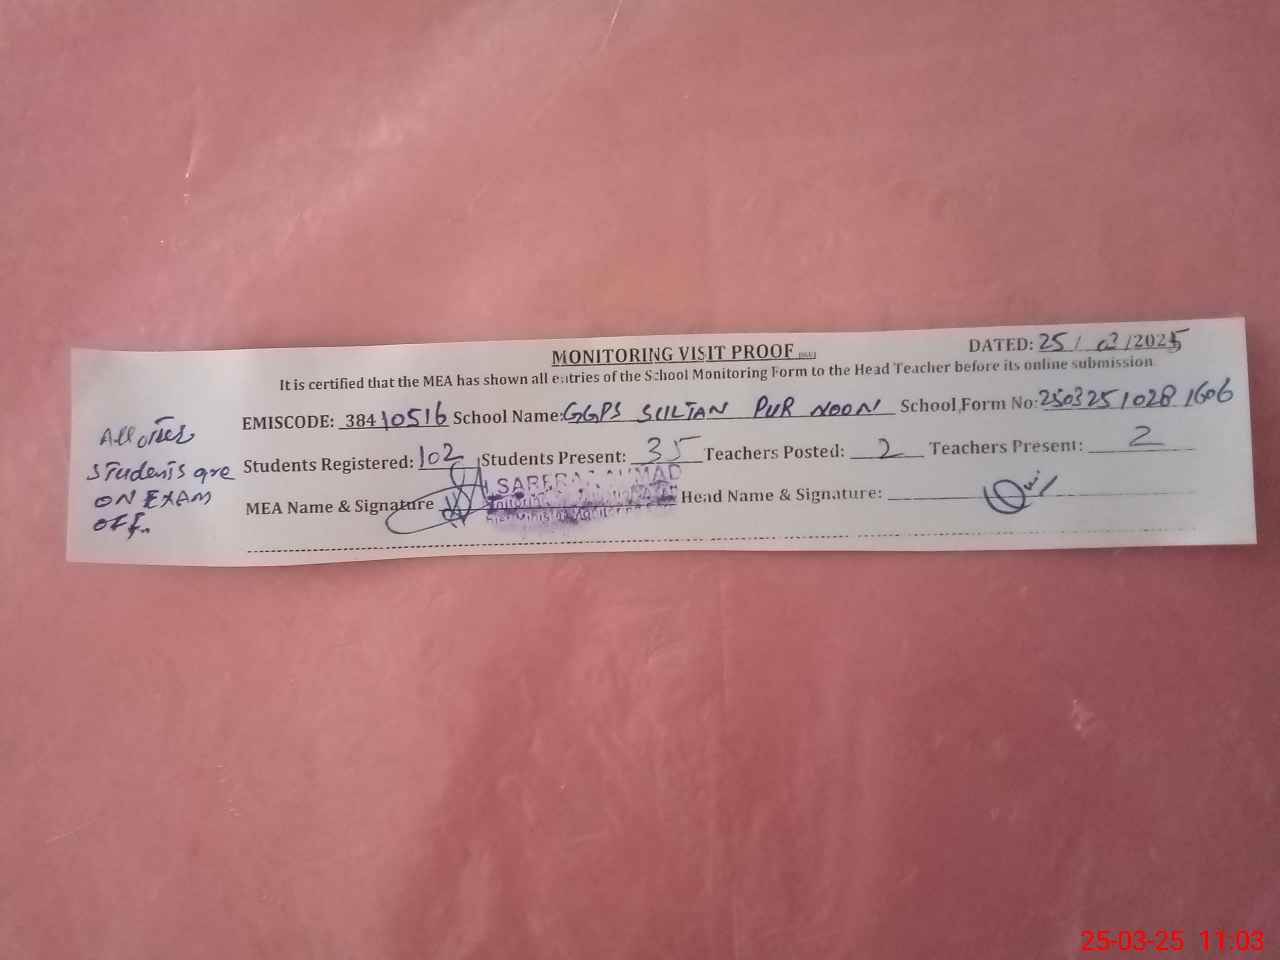 MONITORING VISIT PROOF
DATED: 25/03/2025
It is certified that the MEA has shown all entries of the School Monitoring Form to the Head Teacher before its online submission.
EMISCODE: 38410516 School Name: GGPS SULTAN PUR NOON School Form No: 25032510281606
Students Registered: 102 Students Present: 35 Teachers Posted: 2 Teachers Present: 2
MEA Name & Signature SARFRAZ AHMAD Head Name & Signature:
All other
students are
ON EXAM
OFF.
25-03-25 11:03